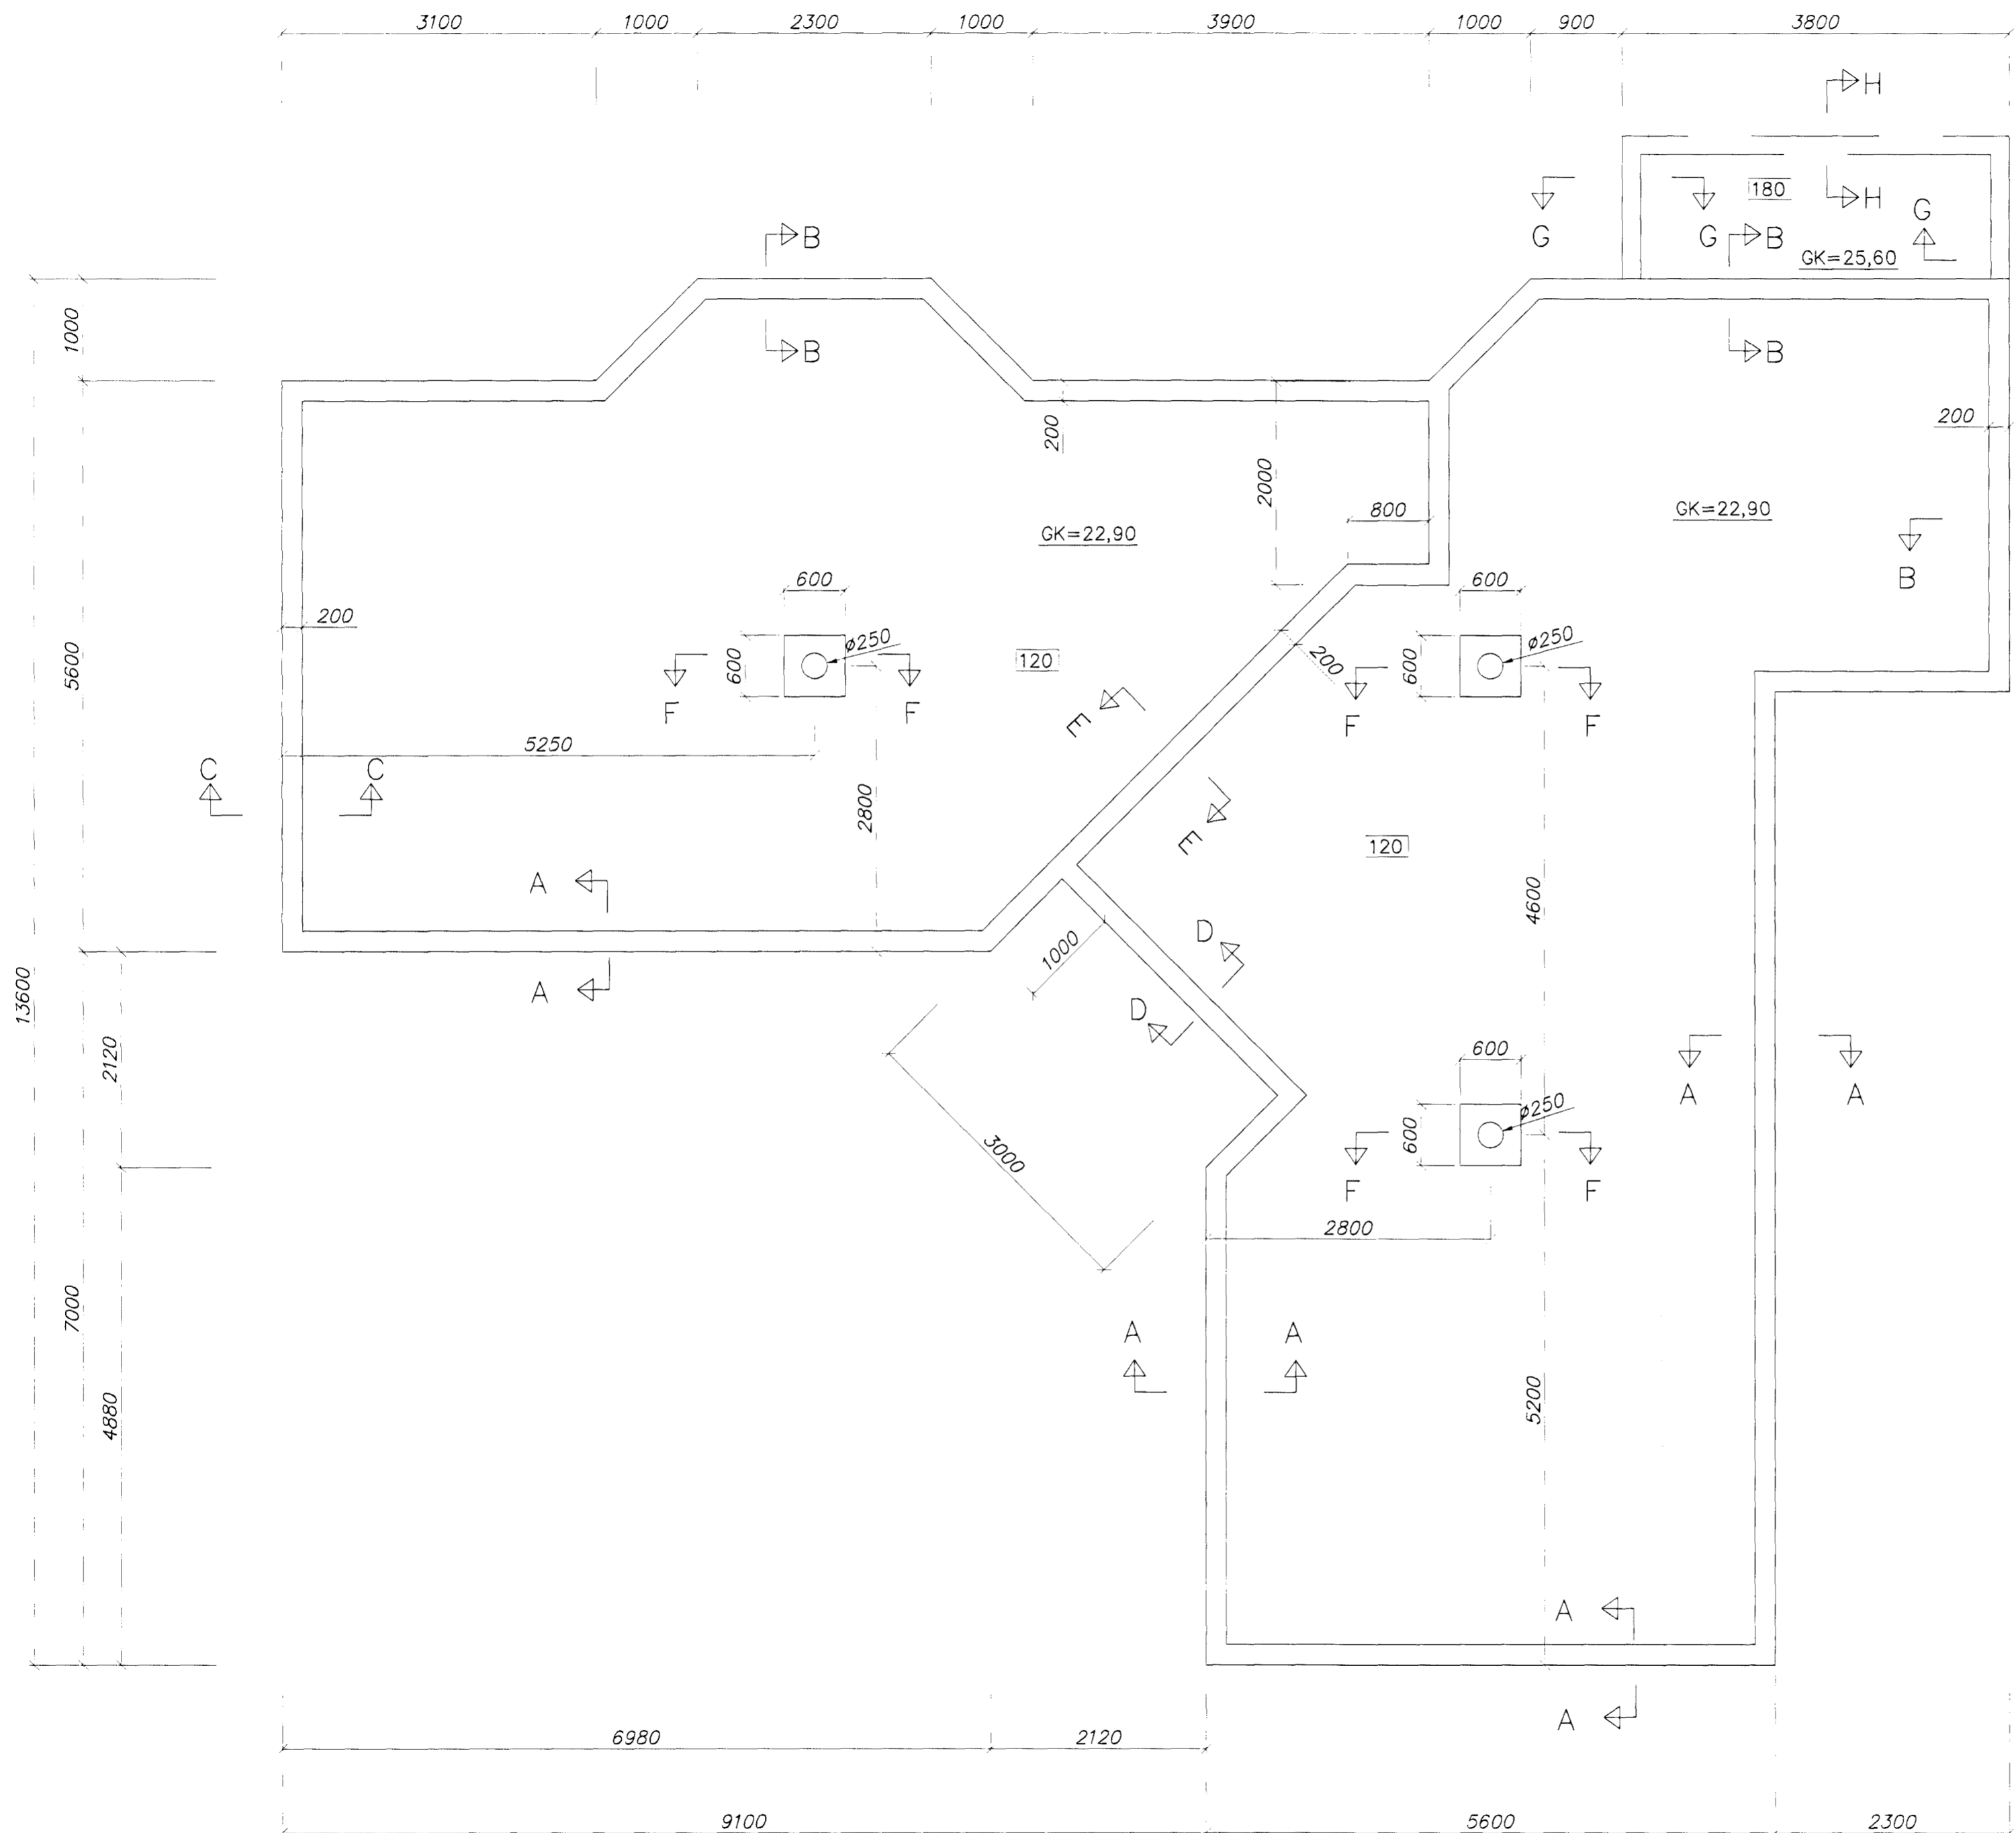 3100 1000 2300 1000 3900 1000 900 3800
H
180 H
G G G
B B
GK=25,60
1000
B B
200 200
2000
800
GK=22,90 GK=22,90
B
600 600
200
5600
600 ø250 120 200 600 ø250
F F F F
E
5250
C C
2800
E
120
A
4600
D
1000
A
13600
D
2120
600
A A
600 ø250
3000
F F
2800
7000
A A
4880
5200
A
A
6980 2120
9100 5600 2300